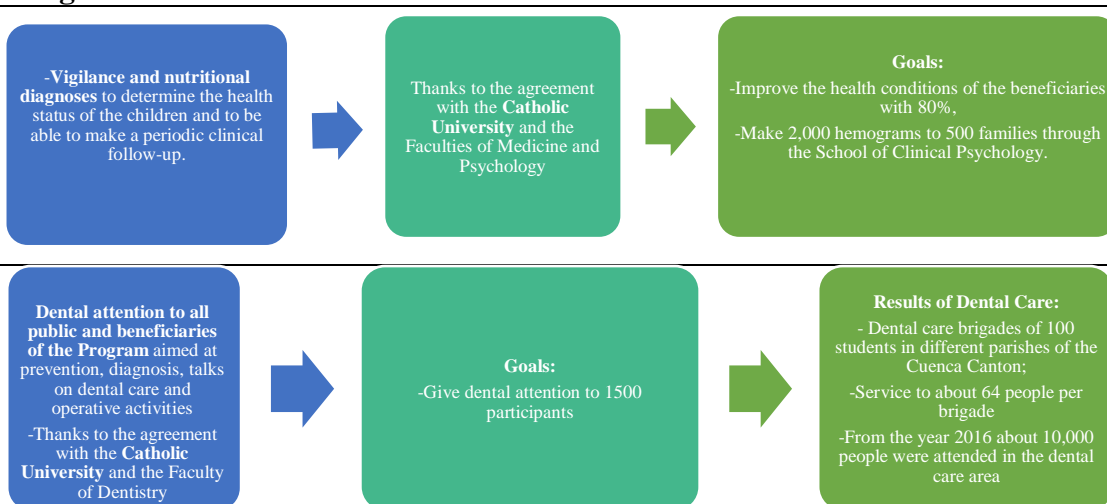 -Vigilance and nutritional
diagnoses to determine the health
status of the children and to be
able to make a periodic clinical
follow-up.
Thanks to the agreement
with the Catholic
University and the
Faculties of Medicine and
Psychology
Goals:
-Improve the health conditions of the beneficiaries
with 80%,
-Make 2,000 hemograms to 500 families through
the School of Clinical Psychology.
Dental attention to all
public and beneficiaries
of the Program aimed at
prevention, diagnosis, talks
on dental care and
operative activities
-Thanks to the agreement
with the Catholic
University and the Faculty
of Dentistry
Goals:
-Give dental attention to 1500
participants
Results of Dental Care:
- Dental care brigades of 100
students in different parishes of the
Cuenca Canton;
-Service to about 64 people per
brigade
-From the year 2016 about 10,000
people were attended in the dental
care area